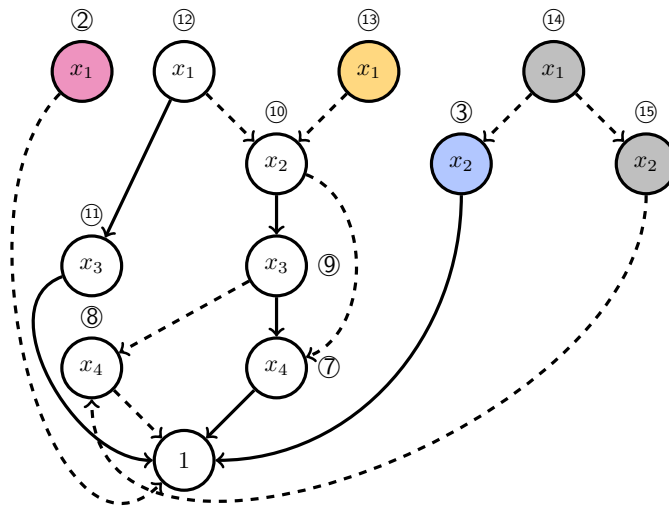 ② ⑫ ⑬ ⑭
x₁ x₁ x₁ x₁
⑩ ③ ⑮
x₂ x₂ x₂
⑪
x₃ x₃ ⑨
⑧
x₄ x₄ ⑦
1